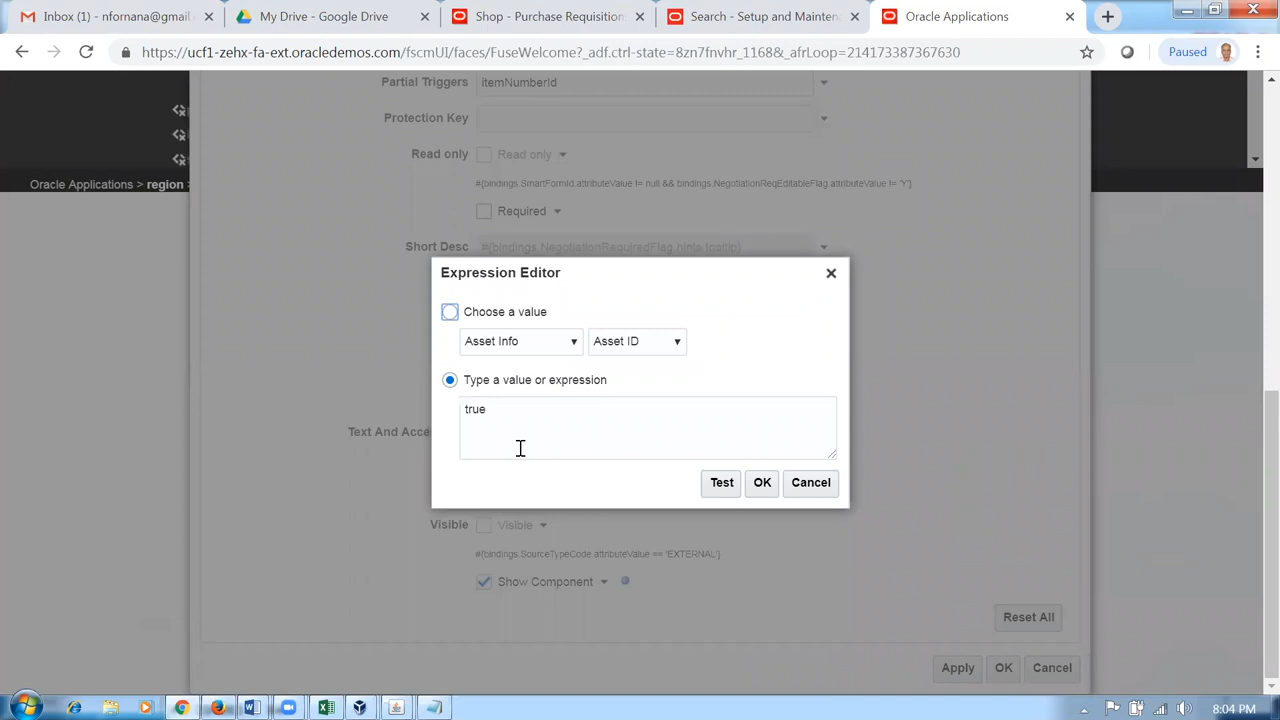 Inbox (1) - nfornana@gmail
My Drive - Google Drive
Shop - Purchase Requisition
Search - Setup and Mainten
Oracle Applications
https://ucf1-zehx-fa-ext.oracledemos.com/fscmUI/faces/FuseWelcome?_adf.ctrl-state=8zn7fnvhr_1168&_afrLoop=214173387367630
Paused
Partial Triggers
itemNumberId
Protection Key
Read only
Read only
#{bindings.SmartFormId.attributeValue != null && bindings.NegotiationReqEditableFlag.attributeValue != 'Y'}
Oracle Applications > region >
Required
Short Desc
#{bindings.NegotiationRequiredFlag.hints.tooltip}
Expression Editor
Choose a value
Asset Info
Asset ID
Type a value or expression
true
Text And Acce
Test
OK
Cancel
Visible
Visible
#{bindings.SourceTypeCode.attributeValue == 'EXTERNAL'}
Show Component
Reset All
Apply
OK
Cancel
8:04 PM